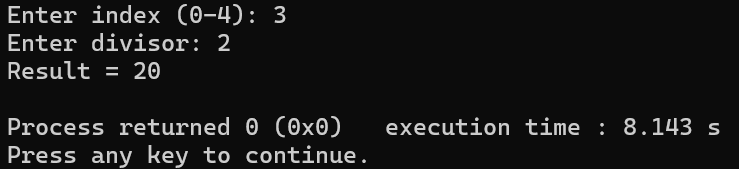 Enter index (0-4): 3
Enter divisor: 2
Result = 20

Process returned 0 (0x0)   execution time : 8.143 s
Press any key to continue.